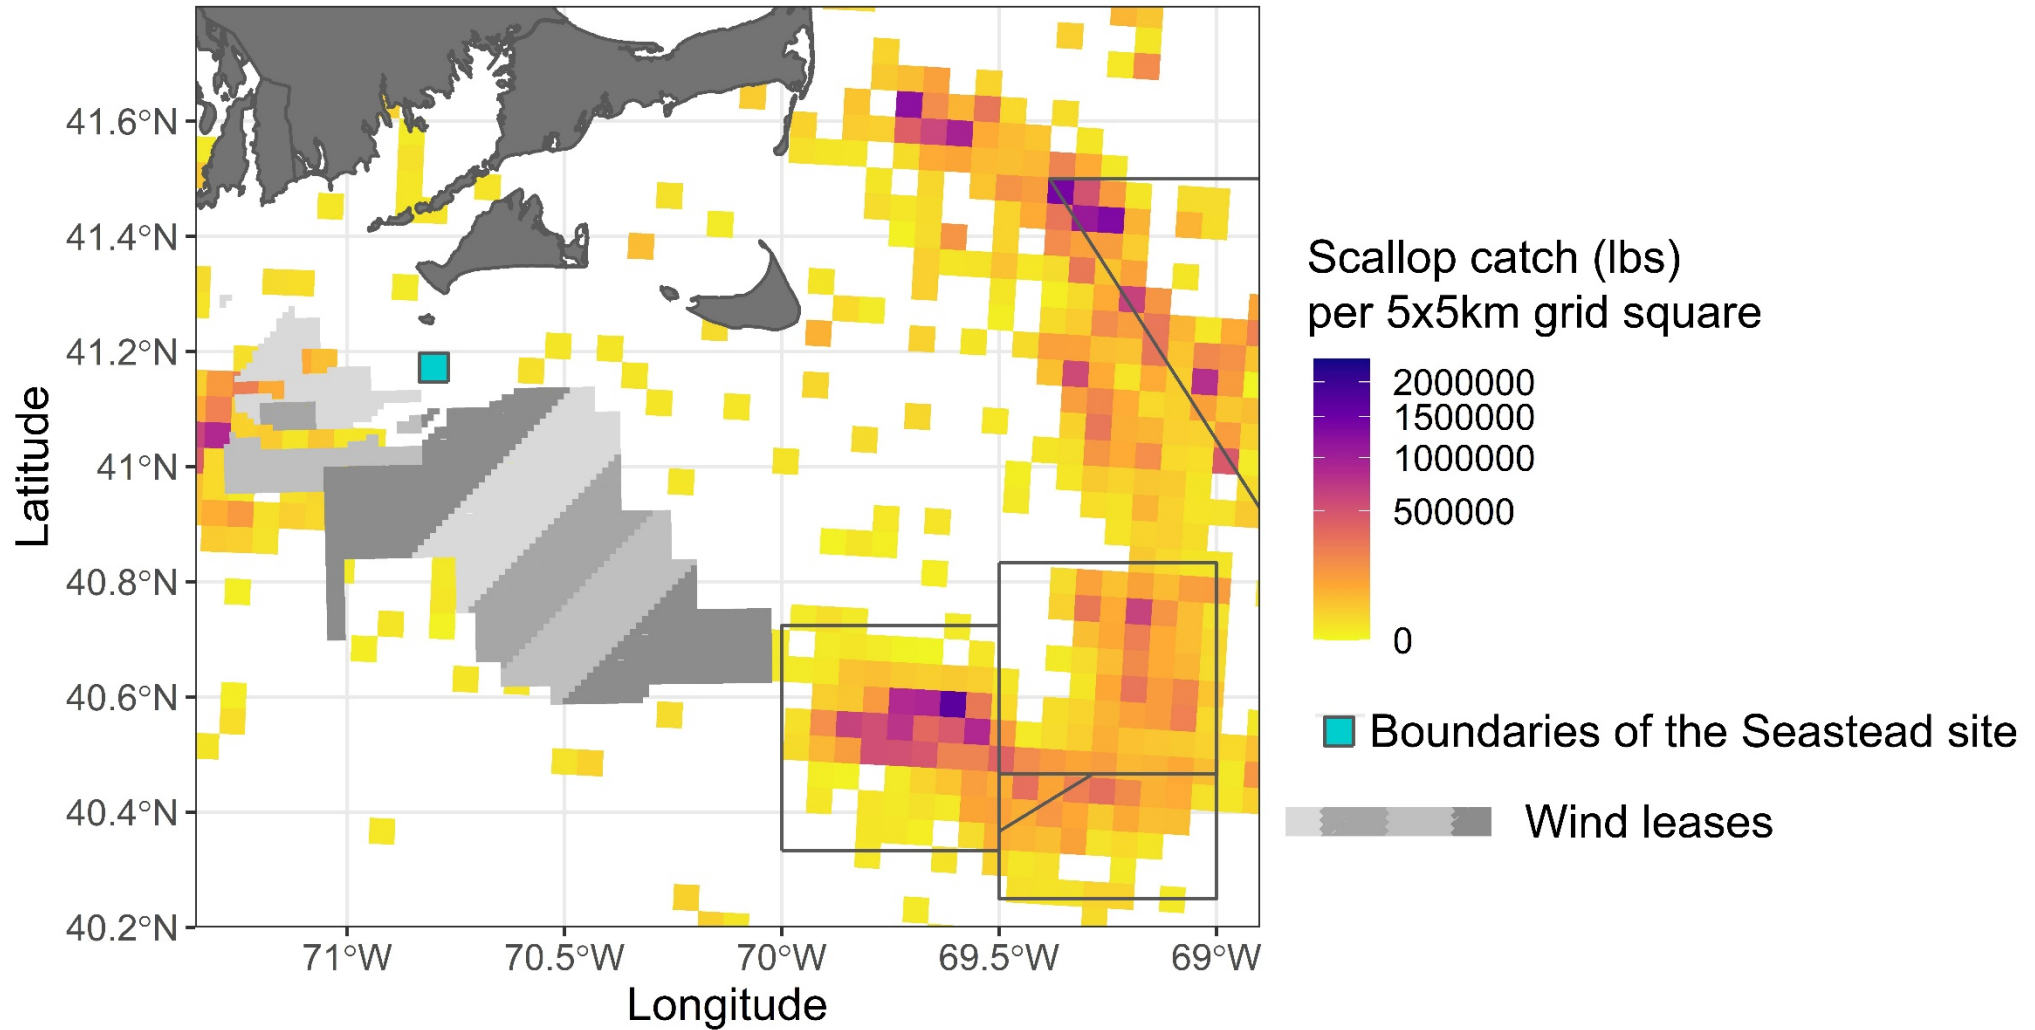 41.6°N
41.4°N
41.2°N
41°N
40.8°N
40.6°N
40.4°N
40.2°N
Latitude
71°W
70.5°W
70°W
69.5°W
69°W
Longitude
Scallop catch (lbs)
per 5x5km grid square
2000000
1500000
1000000
500000
0
Boundaries of the Seastead site
Wind leases